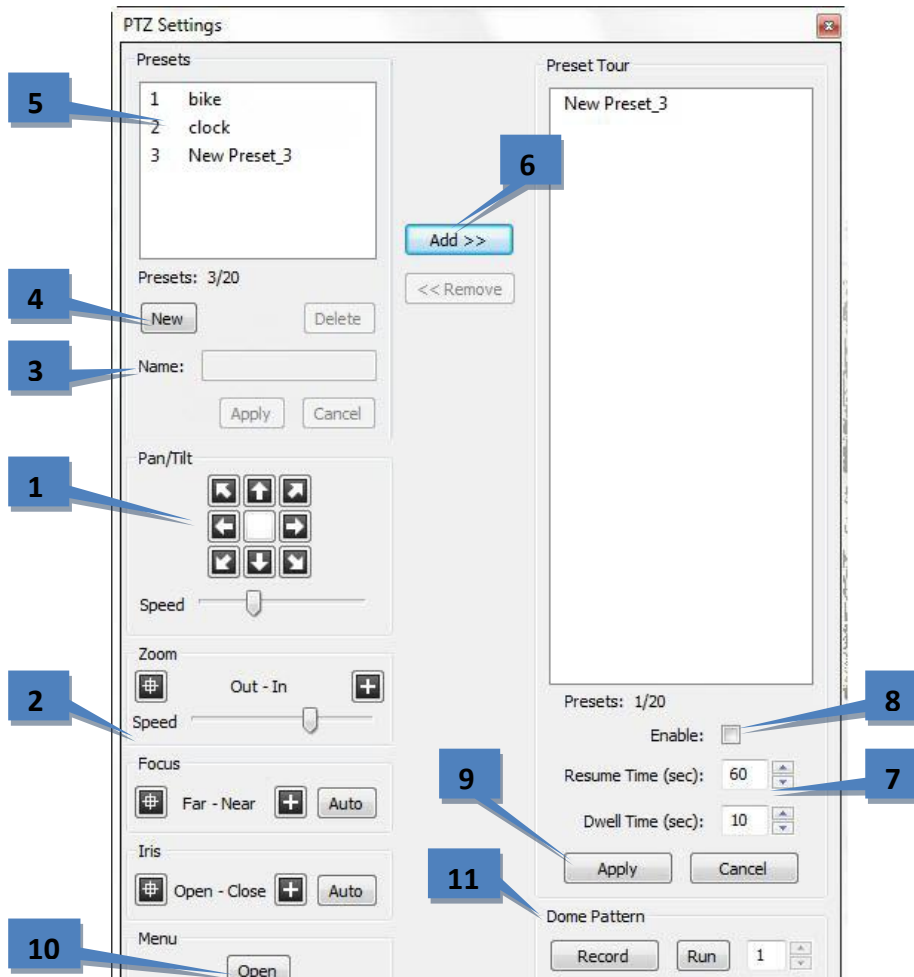 PTZ Settings
Presets
1 bike
2 clock
3 New Preset_3
Presets: 3/20
New Delete
Name:
Apply Cancel
5
4
3
Pan/Tilt
1
Speed
Zoom
Out - In
Speed
2
Focus
Far - Near Auto
Iris
Open - Close Auto
Menu
Open
10
6
Add >>
<< Remove
Preset Tour
New Preset_3
Presets: 1/20
Enable:
8
Resume Time (sec): 60
7
Dwell Time (sec): 10
9
Apply Cancel
11
Dome Pattern
Record Run 1